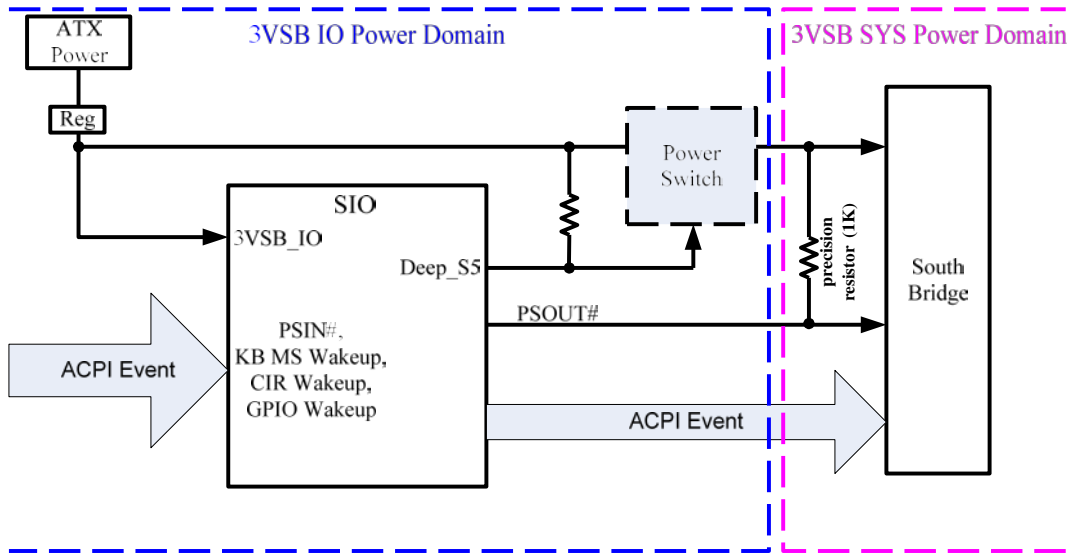 3VSB IO Power Domain
3VSB SYS Power Domain
ATX
Power
Reg
Power
Switch
SIO
3VSB_IO
Deep_S5
PSOUT#
precision
resistor (1K)
South
Bridge
PSIN#,
KB MS Wakeup,
CIR Wakeup,
GPIO Wakeup
ACPI Event
ACPI Event